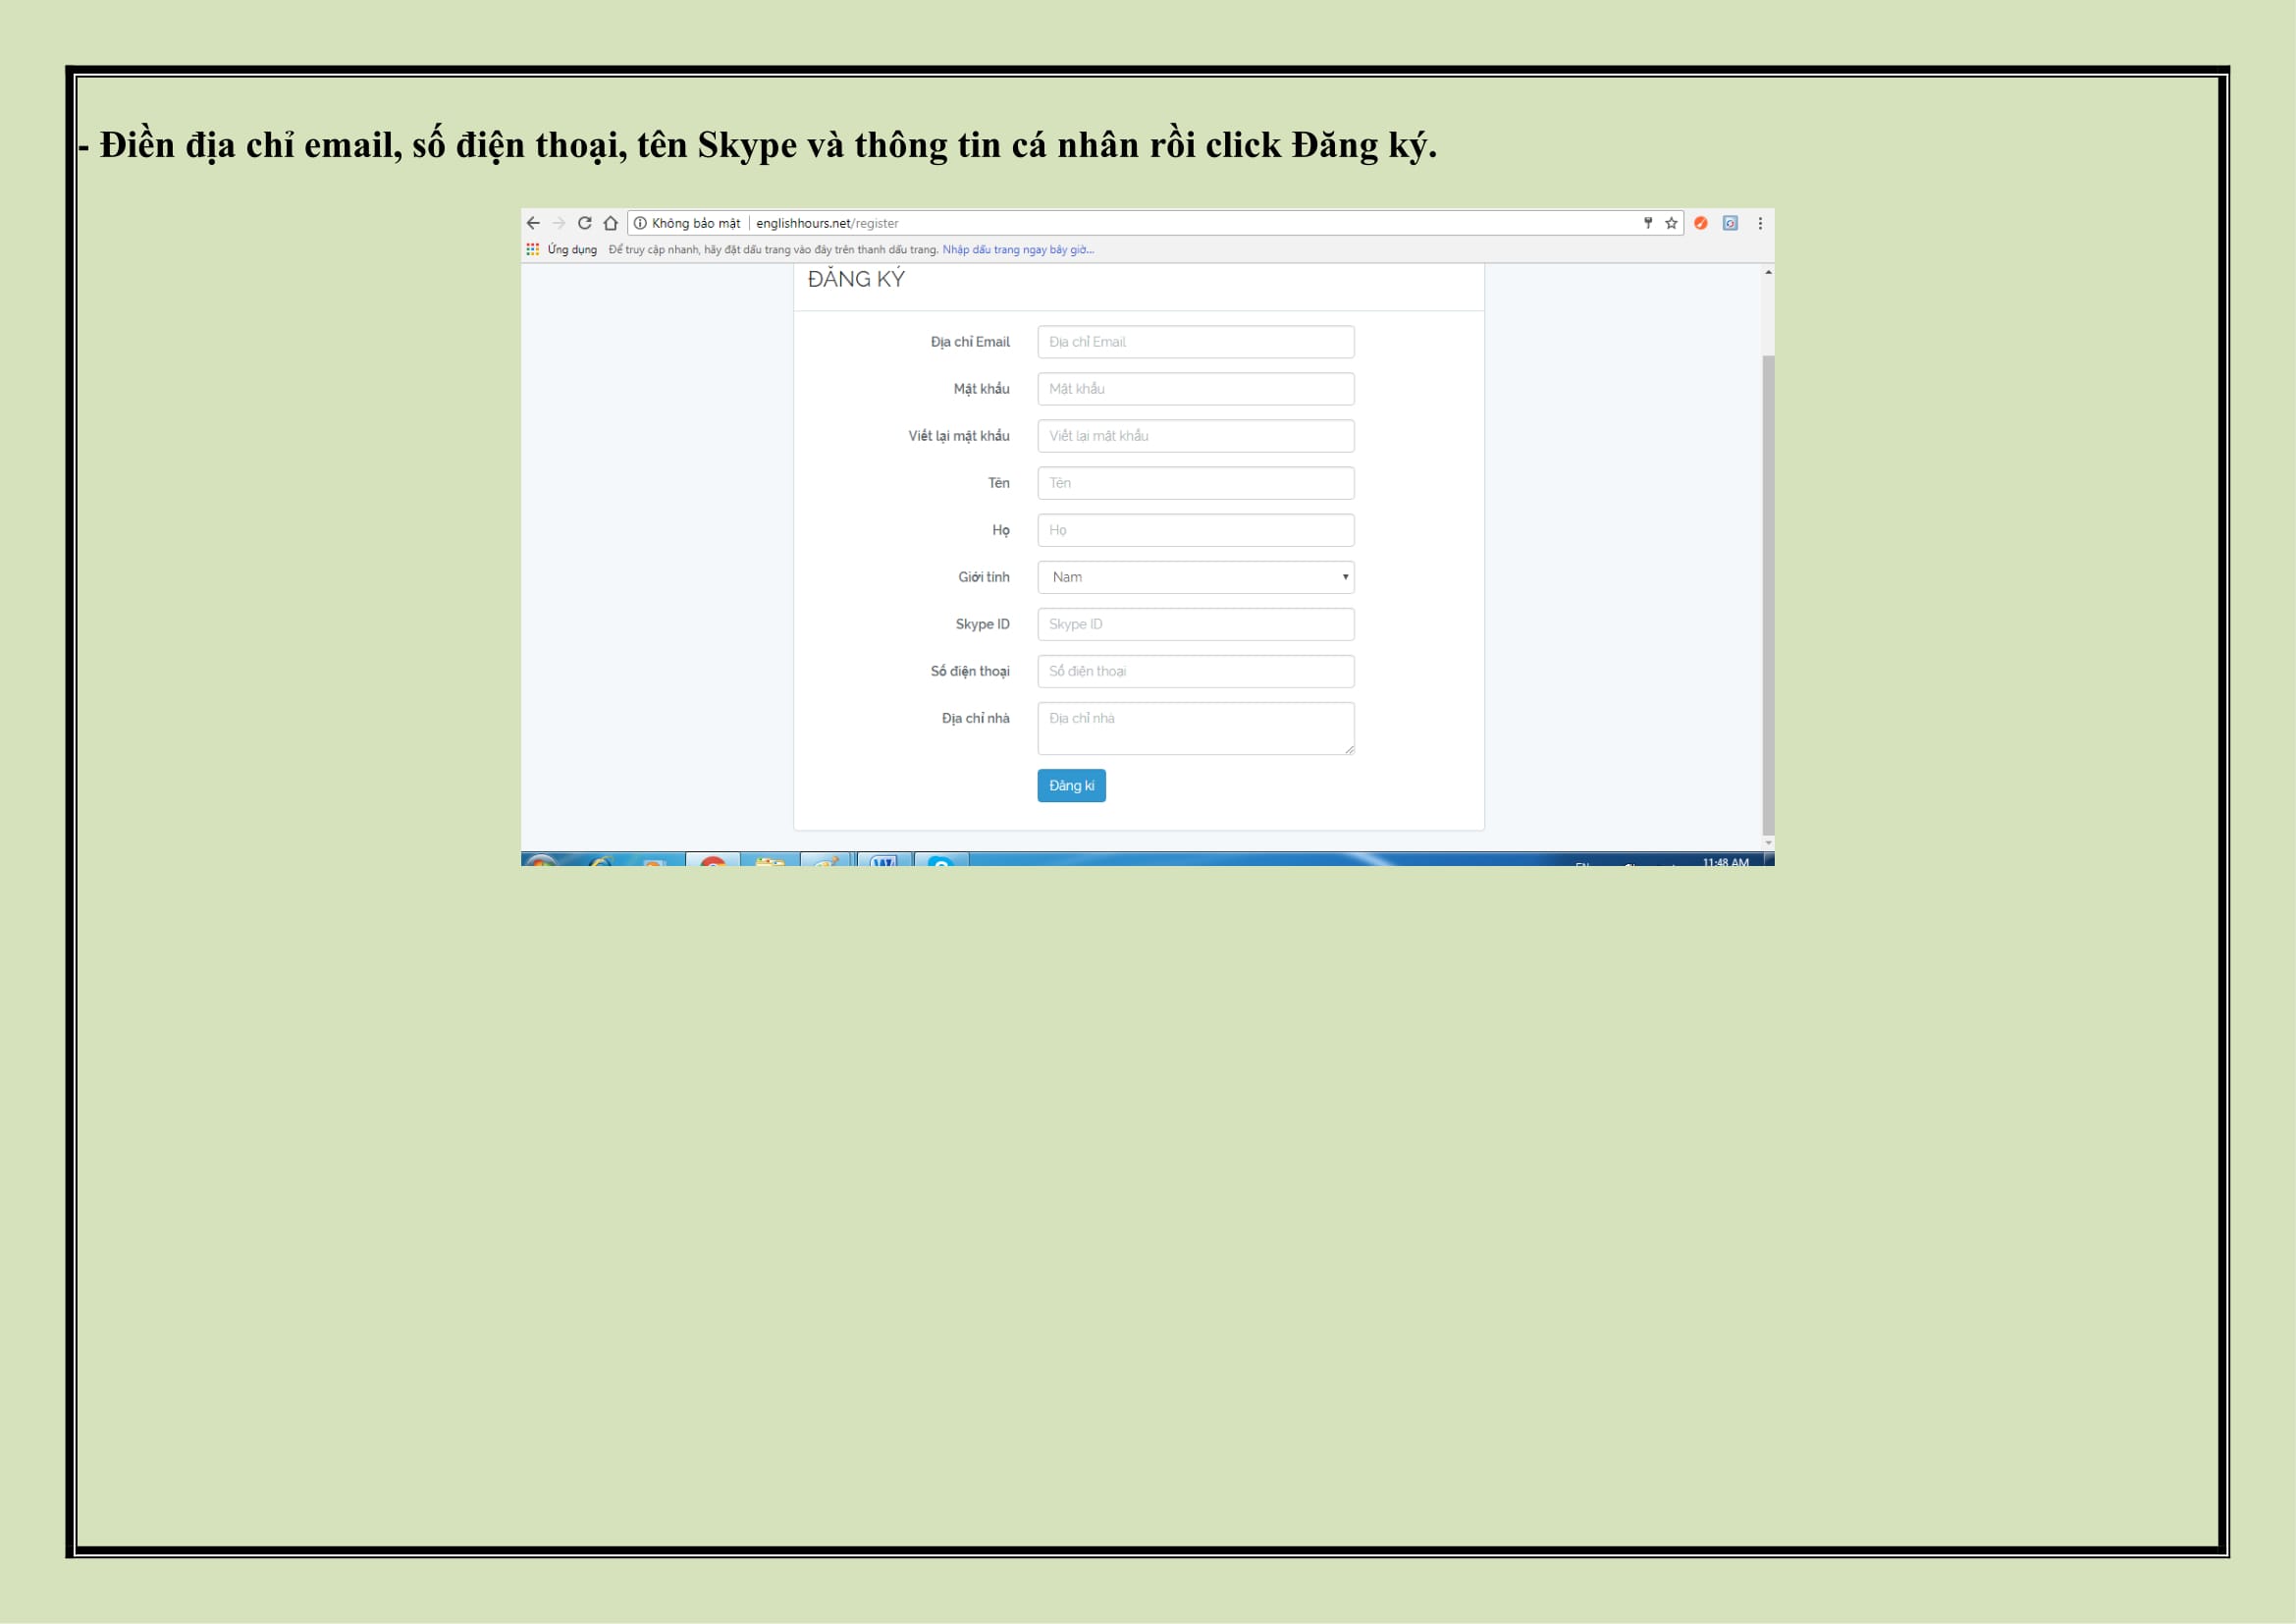 - Điền địa chỉ email, số điện thoại, tên Skype và thông tin cá nhân rồi click Đăng ký.
Không bảo mật | englishhours.net/register
Ứng dụng Để truy cập nhanh, hãy đặt dấu trang vào đây trên thanh dấu trang. Nhập dấu trang ngay bây giờ...
ĐĂNG KÝ
Địa chỉ Email Địa chỉ Email
Mật khẩu Mật khẩu
Viết lại mật khẩu Viết lại mật khẩu
Tên Tên
Họ Họ
Giới tính Nam
Skype ID Skype ID
Số điện thoại Số điện thoại
Địa chỉ nhà Địa chỉ nhà
Đăng kí
11:48 AM